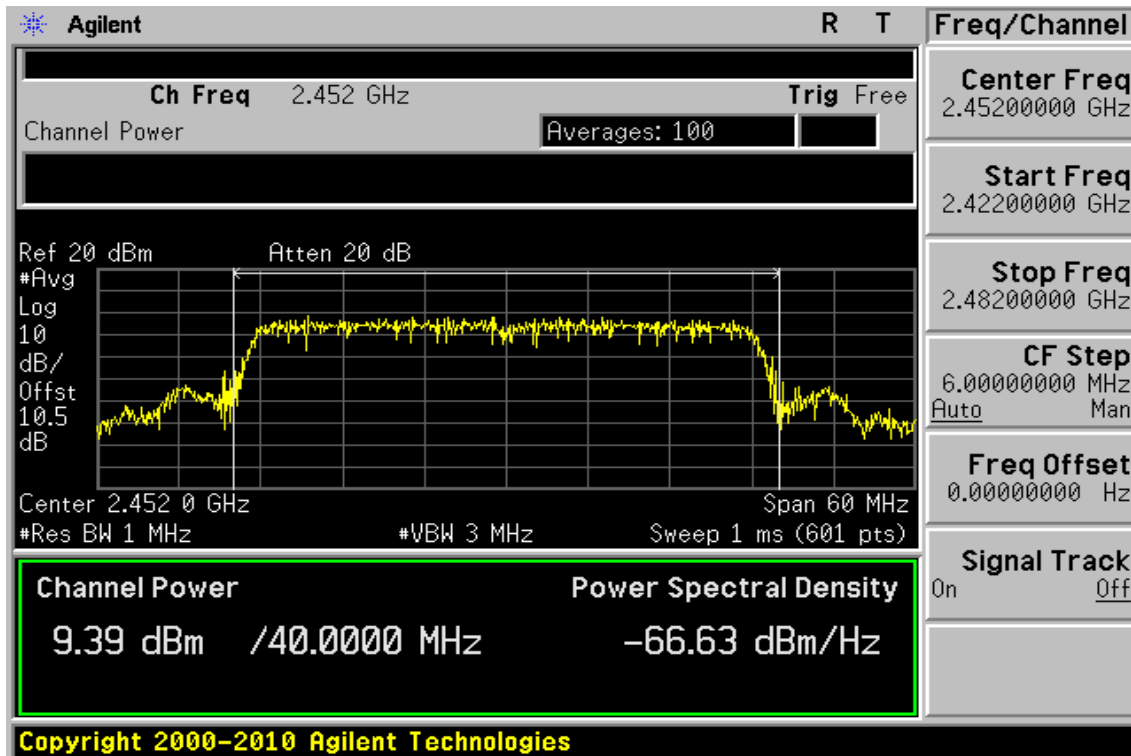 Agilent R T Freq/Channel
Ch Freq 2.452 GHz Trig Free
Channel Power Averages: 100
Center Freq
2.45200000 GHz
Start Freq
2.42200000 GHz
Stop Freq
2.48200000 GHz
CF Step
6.00000000 MHz
Auto Man
Freq Offset
0.00000000 Hz
Signal Track
On Off
Ref 20 dBm Atten 20 dB
#Avg
Log
10
dB/
Offst
10.5
dB
Center 2.452 0 GHz Span 60 MHz
#Res BW 1 MHz #VBW 3 MHz Sweep 1 ms (601 pts)
Channel Power Power Spectral Density
9.39 dBm /40.0000 MHz -66.63 dBm/Hz
Copyright 2000-2010 Agilent Technologies